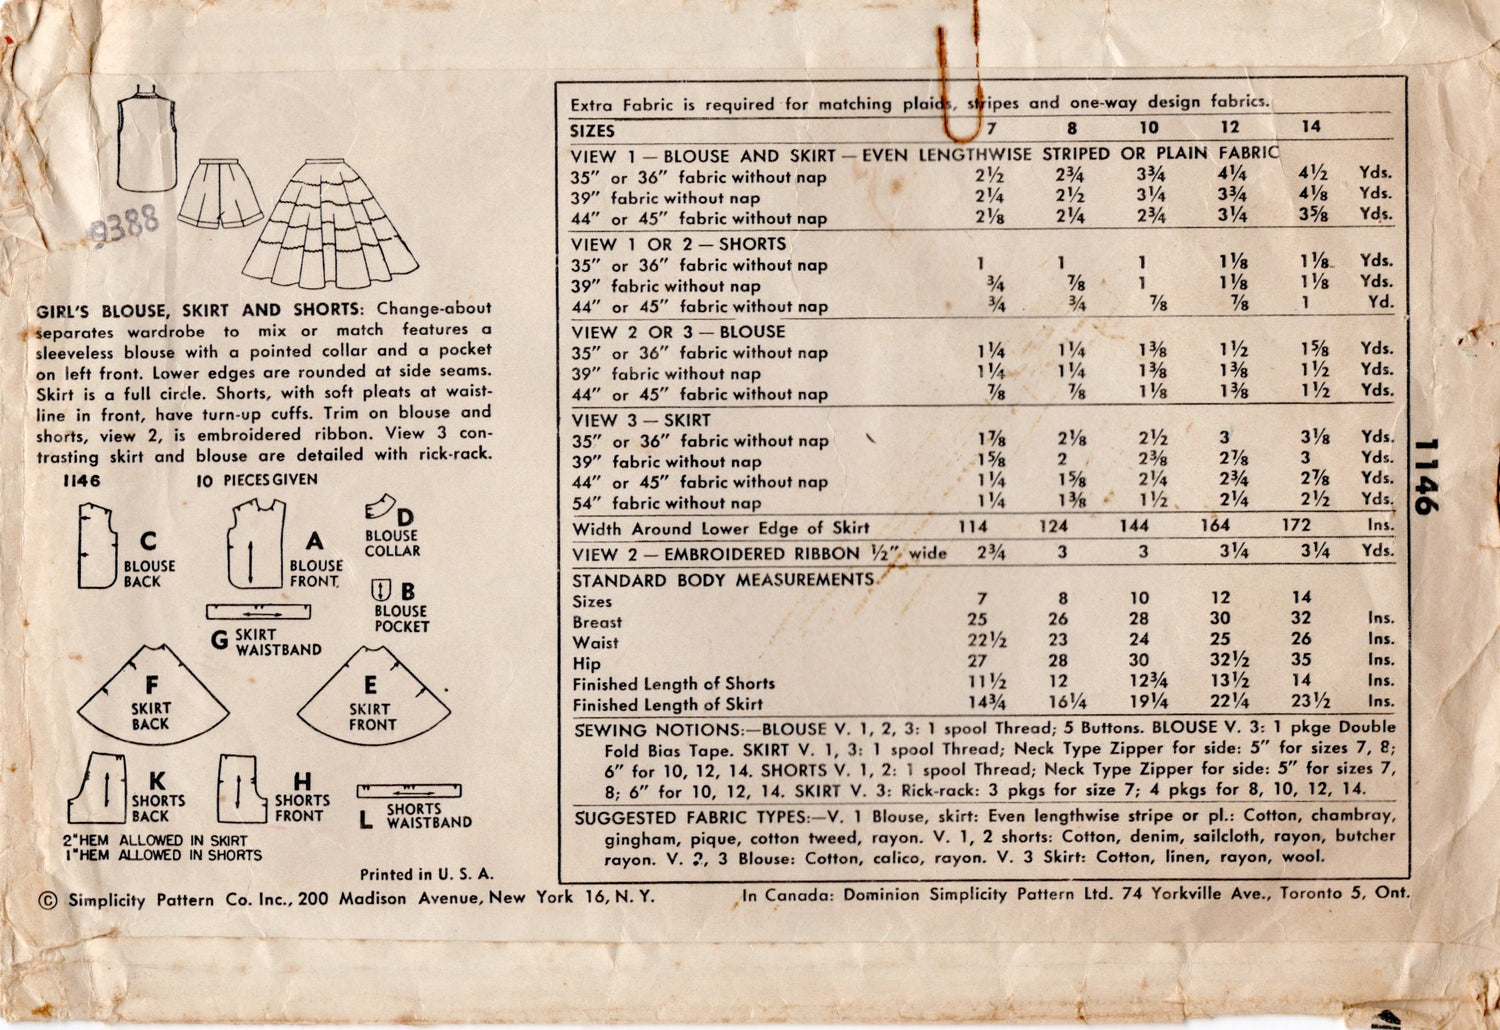 9388
GIRL'S BLOUSE, SKIRT AND SHORTS: Change-about
separates wardrobe to mix or match features a
sleeveless blouse with a pointed collar and a pocket
on left front. Lower edges are rounded at side seams.
Skirt is a full circle. Shorts, with soft pleats at waist-
line in front, have turn-up cuffs. Trim on blouse and
shorts, view 2, is embroidered ribbon. View 3 con-
trasting skirt and blouse are detailed with rick-rack.
1146 10 PIECES GIVEN
C
BLOUSE
BACK
A
BLOUSE
FRONT
D
BLOUSE
COLLAR
B
BLOUSE
POCKET
G SKIRT
WAISTBAND
F
SKIRT
BACK
E
SKIRT
FRONT
K
SHORTS
BACK
H
SHORTS
FRONT
L SHORTS
WAISTBAND
2" HEM ALLOWED IN SKIRT
1" HEM ALLOWED IN SHORTS
Printed in U. S. A.
Extra Fabric is required for matching plaids, stripes and one-way design fabrics.
SIZES 7 8 10 12 14
VIEW 1 — BLOUSE AND SKIRT — EVEN LENGTHWISE STRIPED OR PLAIN FABRIC
35" or 36" fabric without nap 2½ 2¾ 3¾ 4¼ 4½ Yds.
39" fabric without nap 2¼ 2½ 3¼ 3¾ 4⅛ Yds.
44" or 45" fabric without nap 2⅛ 2¼ 2¾ 3¼ 3⅝ Yds.
VIEW 1 OR 2 — SHORTS
35" or 36" fabric without nap 1 1 1 1⅛ 1⅛ Yds.
39" fabric without nap ¾ ⅞ 1 1⅛ 1⅛ Yds.
44" or 45" fabric without nap ¾ ¾ ⅞ ⅞ 1 Yd.
VIEW 2 OR 3 — BLOUSE
35" or 36" fabric without nap 1¼ 1¼ 1⅜ 1½ 1⅝ Yds.
39" fabric without nap 1¼ 1¼ 1⅜ 1⅜ 1½ Yds.
44" or 45" fabric without nap ⅞ ⅞ 1⅛ 1⅜ 1½ Yds.
VIEW 3 — SKIRT
35" or 36" fabric without nap 1⅞ 2⅛ 2½ 3 3⅛ Yds.
39" fabric without nap 1⅝ 2 2⅜ 2⅞ 3 Yds.
44" or 45" fabric without nap 1¼ 1⅝ 2¼ 2¾ 2⅞ Yds.
54" fabric without nap 1¼ 1⅜ 1½ 2¼ 2½ Yds.
Width Around Lower Edge of Skirt 114 124 144 164 172 Ins.
VIEW 2 — EMBROIDERED RIBBON ½" wide 2¾ 3 3 3¼ 3¼ Yds.
STANDARD BODY MEASUREMENTS
Sizes 7 8 10 12 14
Breast 25 26 28 30 32 Ins.
Waist 22½ 23 24 25 26 Ins.
Hip 27 28 30 32½ 35 Ins.
Finished Length of Shorts 11½ 12 12¾ 13½ 14 Ins.
Finished Length of Skirt 14¾ 16¼ 19¼ 22¼ 23½ Ins.
SEWING NOTIONS:—BLOUSE V. 1, 2, 3: 1 spool Thread; 5 Buttons. BLOUSE V. 3: 1 pkge Double
Fold Bias Tape. SKIRT V. 1, 3: 1 spool Thread; Neck Type Zipper for side: 5" for sizes 7, 8;
6" for 10, 12, 14. SHORTS V. 1, 2: 1 spool Thread; Neck Type Zipper for side: 5" for sizes 7,
8; 6" for 10, 12, 14. SKIRT V. 3: Rick-rack: 3 pkgs for size 7; 4 pkgs for 8, 10, 12, 14.
SUGGESTED FABRIC TYPES:—V. 1 Blouse, skirt: Even lengthwise stripe or pl.: Cotton, chambray,
gingham, pique, cotton tweed, rayon. V. 1, 2 shorts: Cotton, denim, sailcloth, rayon, butcher
rayon. V. 2, 3 Blouse: Cotton, calico, rayon. V. 3 Skirt: Cotton, linen, rayon, wool.
1146
© Simplicity Pattern Co. Inc., 200 Madison Avenue, New York 16, N. Y. In Canada: Dominion Simplicity Pattern Ltd. 74 Yorkville Ave., Toronto 5, Ont.